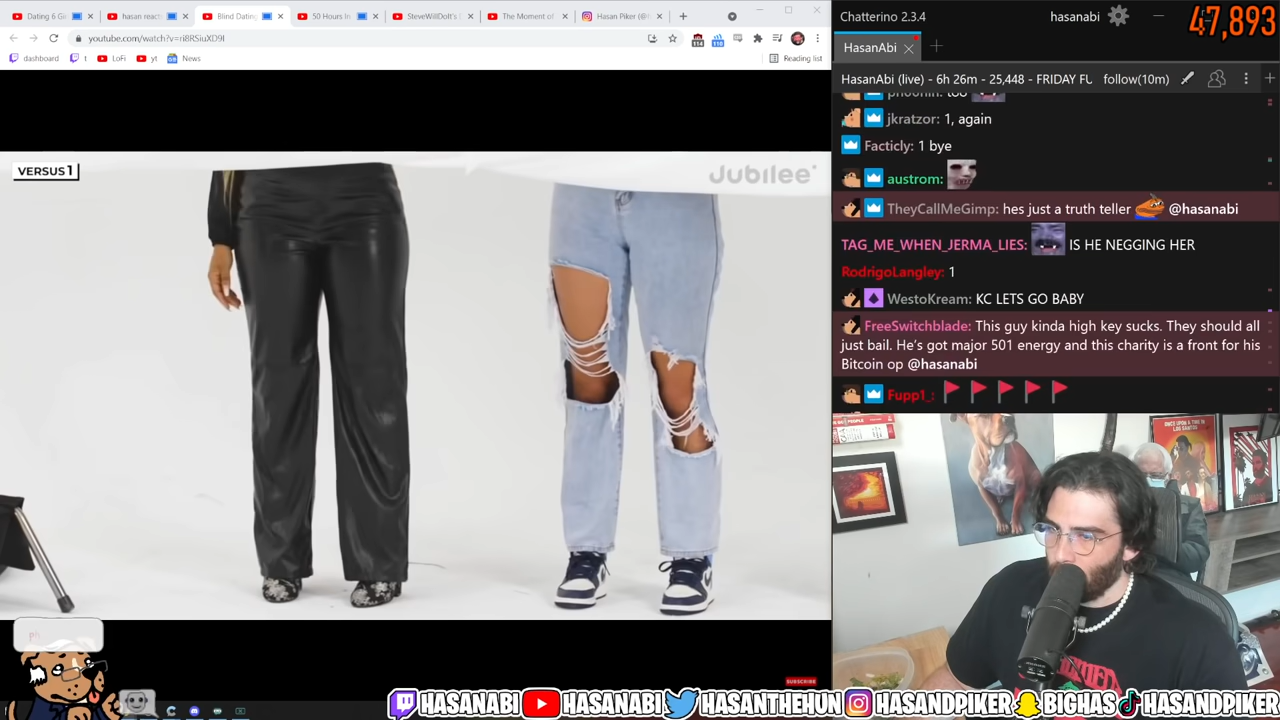 Dating 6 Gi
hasan react
Blind Dating
50 Hours In
SteveWillDoIt's
The Moment of
Hasan Piker (@
youtube.com/watch?v=ri8RSiuXD9I
114
110
dashboard
t
LoFi
yt
News
Reading list
VERSUS 1
Jubilee
SUBSCRIBE
Chatterino 2.3.4
hasanabi
47,893
HasanAbi
HasanAbi (live) - 6h 26m - 25,448 - FRIDAY FU
follow(10m)
jkratzor: 1, again
Facticly: 1 bye
austrom:
TheyCallMeGimp: hes just a truth teller @hasanabi
TAG_ME_WHEN_JERMA_LIES: IS HE NEGGING HER
RodrigoLangley: 1
WestoKream: KC LETS GO BABY
FreeSwitchblade: This guy kinda high key sucks. They should all
just bail. He's got major 501 energy and this charity is a front for his
Bitcoin op @hasanabi
Fupp1_:
HASANABI HASANABI HASANTHEHUN HASANDPIKER BIGHAS HASANDPIKER